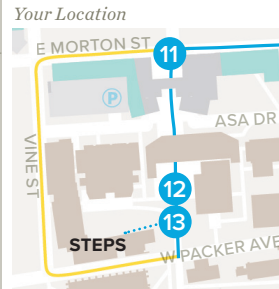 Your Location
E MORTON ST
11
P
ASA DR
VINE ST
12
13
STEPS
W PACKER AVE